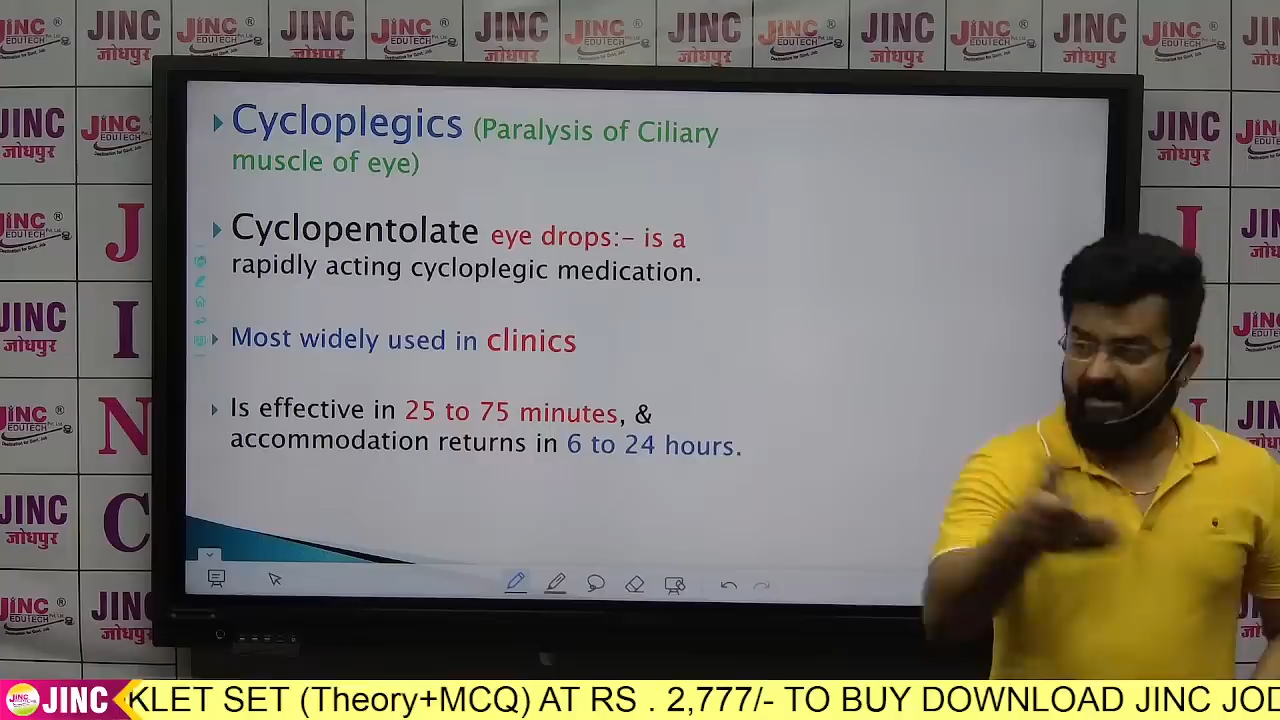 Cycloplegics (Paralysis of Ciliary
muscle of eye)
Cyclopentolate eye drops:- is a
rapidly acting cycloplegic medication.
Most widely used in clinics
Is effective in 25 to 75 minutes, &
accommodation returns in 6 to 24 hours.
JINC
जोधपुर
JINC
EDUTECH
J
I
N
C
JINC KLET SET (Theory+MCQ) AT RS . 2,777/- TO BUY DOWNLOAD JINC JOD